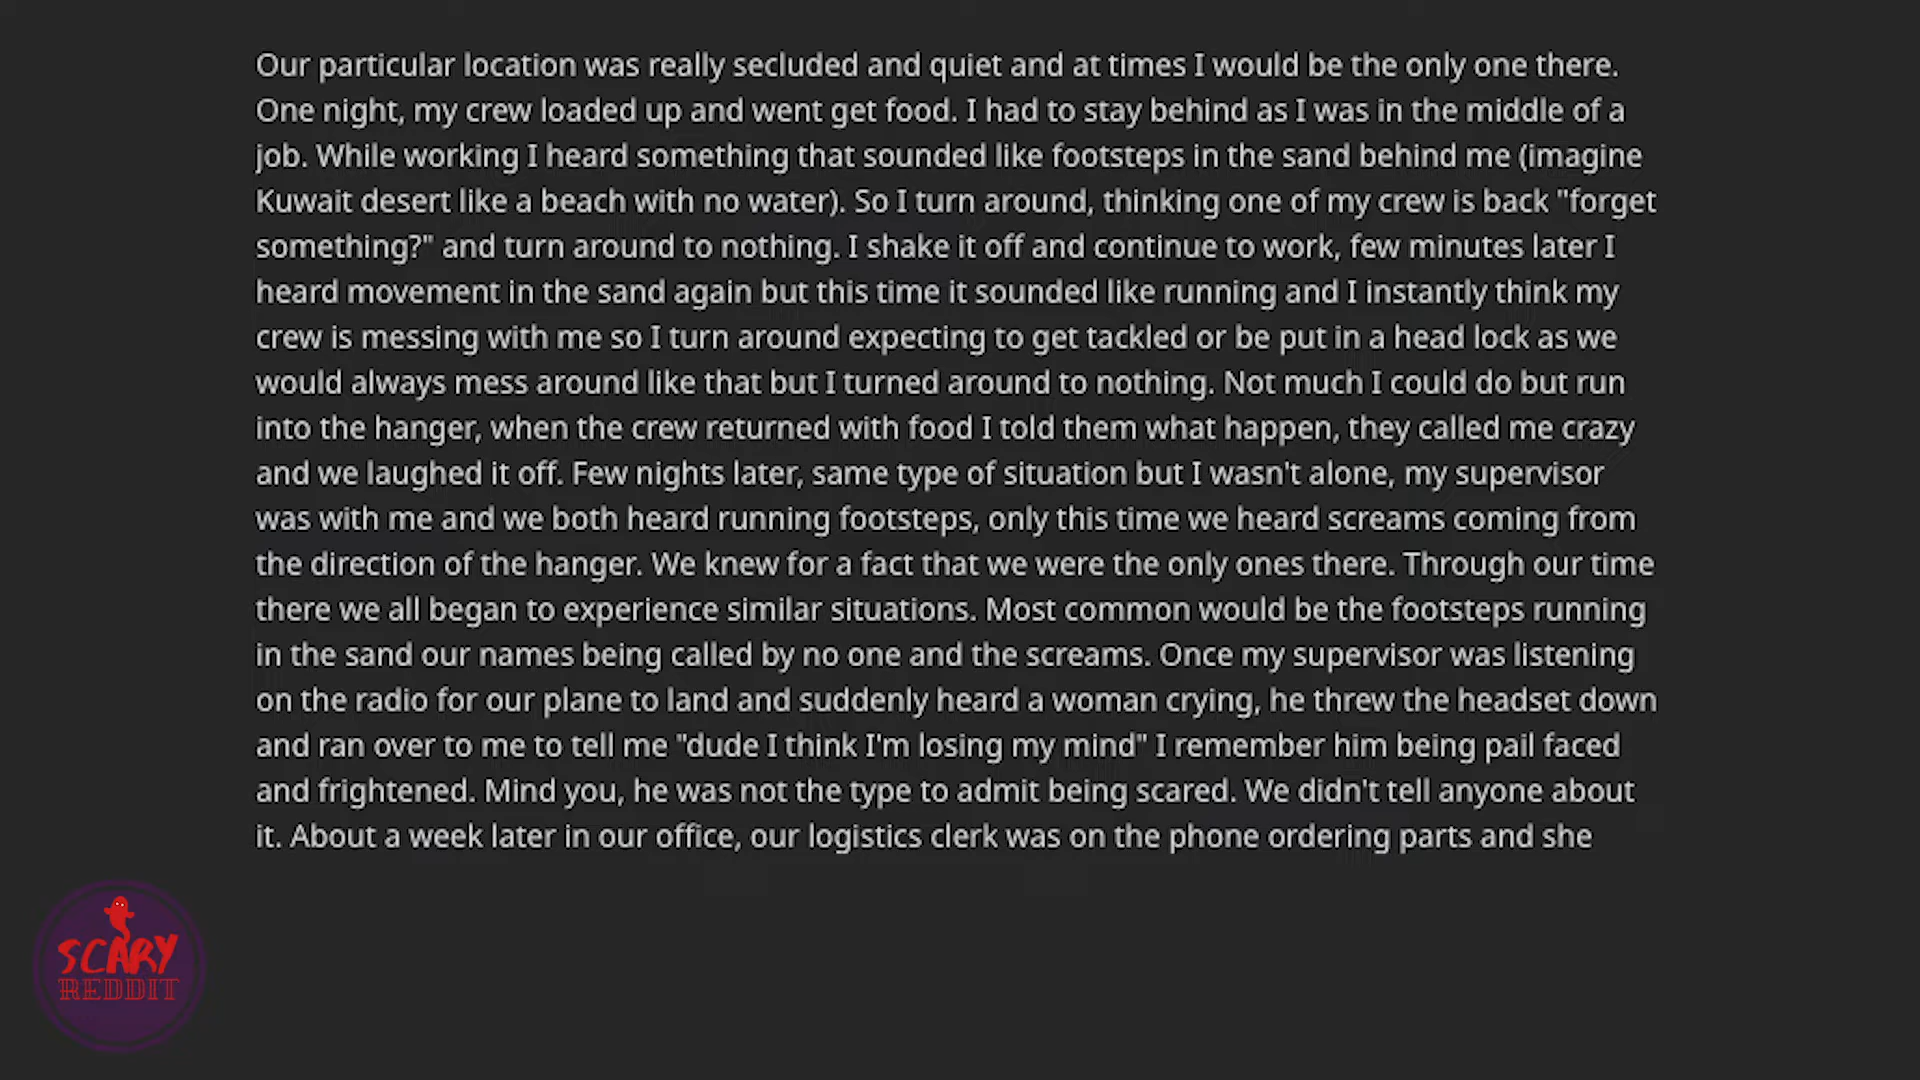 Our particular location was really secluded and quiet and at times I would be the only one there.
One night, my crew loaded up and went get food. I had to stay behind as I was in the middle of a
job. While working I heard something that sounded like footsteps in the sand behind me (imagine
Kuwait desert like a beach with no water). So I turn around, thinking one of my crew is back "forget
something?" and turn around to nothing. I shake it off and continue to work, few minutes later I
heard movement in the sand again but this time it sounded like running and I instantly think my
crew is messing with me so I turn around expecting to get tackled or be put in a head lock as we
would always mess around like that but I turned around to nothing. Not much I could do but run
into the hanger, when the crew returned with food I told them what happen, they called me crazy
and we laughed it off. Few nights later, same type of situation but I wasn't alone, my supervisor
was with me and we both heard running footsteps, only this time we heard screams coming from
the direction of the hanger. We knew for a fact that we were the only ones there. Through our time
there we all began to experience similar situations. Most common would be the footsteps running
in the sand our names being called by no one and the screams. Once my supervisor was listening
on the radio for our plane to land and suddenly heard a woman crying, he threw the headset down
and ran over to me to tell me "dude I think I'm losing my mind" I remember him being pail faced
and frightened. Mind you, he was not the type to admit being scared. We didn't tell anyone about
it. About a week later in our office, our logistics clerk was on the phone ordering parts and she
SCARY
REDDIT